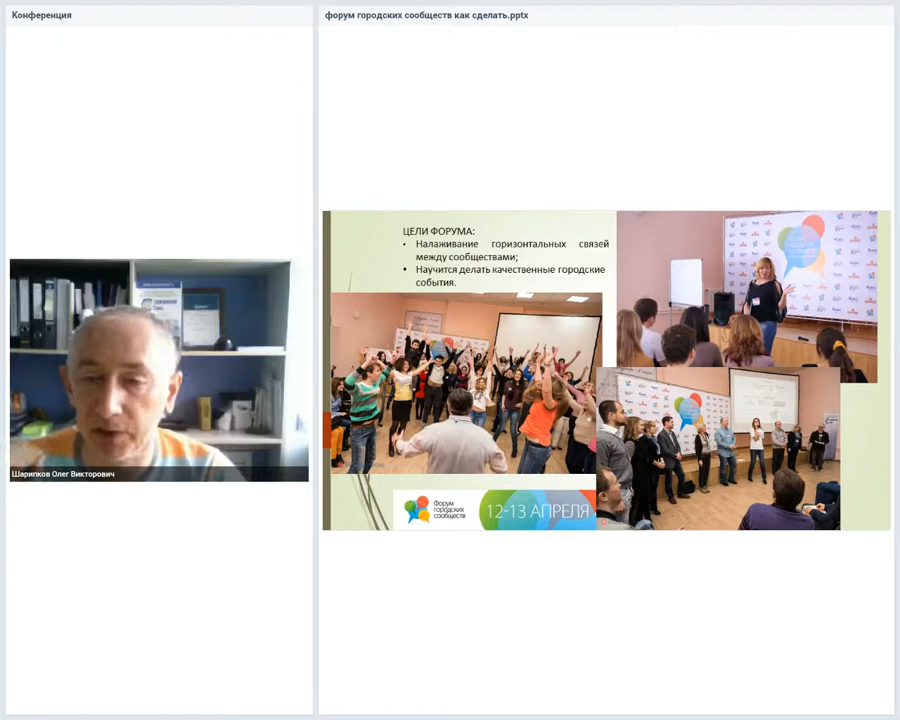 Конференция
форум городских сообществ как сделать.pptx
ЦЕЛИ ФОРУМА:
• Налаживание горизонтальных связей
между сообществами;
• Научится делать качественные городские
события.
Форум
городских
сообществ
12-13 АПРЕЛЯ
Шарипков Олег Викторович